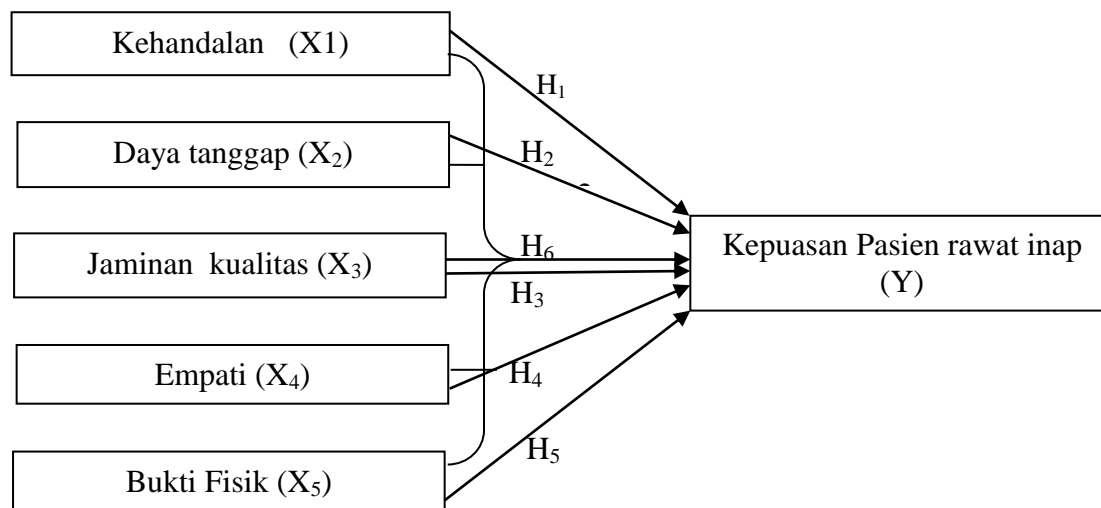 Kehandalan (X1)
H₁
Daya tanggap (X₂)
H₂
Jaminan kualitas (X₃)
H₆
H₃
Kepuasan Pasien rawat inap
(Y)
Empati (X₄)
H₄
Bukti Fisik (X₅)
H₅